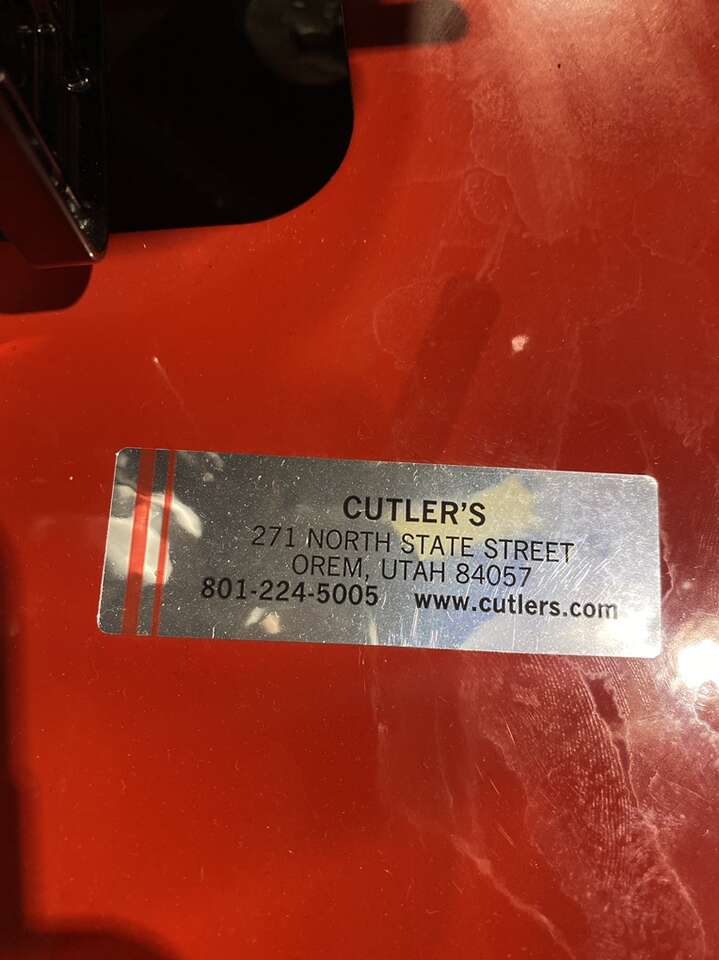 CUTLER'S
271 NORTH STATE STREET
OREM, UTAH 84057
801-224-5005 www.cutlers.com